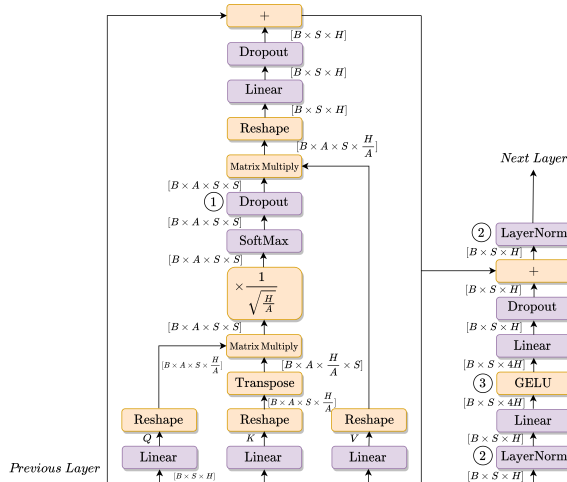 +
[B × S × H]
Dropout
[B × S × H]
Linear
[B × S × H]
Reshape
[B × A × S × H/A]
Matrix Multiply
[B × A × S × S]
1 Dropout
[B × A × S × S]
SoftMax
[B × A × S × S]
× 1/√(H/A)
[B × A × S × S]
Matrix Multiply
[B × A × S × H/A]
[B × A × H/A × S]
Transpose
[B × A × S × H/A]
Reshape
Reshape
Reshape
Q
K
V
Linear
Linear
Linear
Previous Layer
[B × S × H]
Next Layer
2 LayerNorm
[B × S × H]
+
[B × S × H]
Dropout
[B × S × H]
Linear
[B × S × 4H]
3 GELU
[B × S × 4H]
Linear
[B × S × H]
2 LayerNorm
[B × S × H]